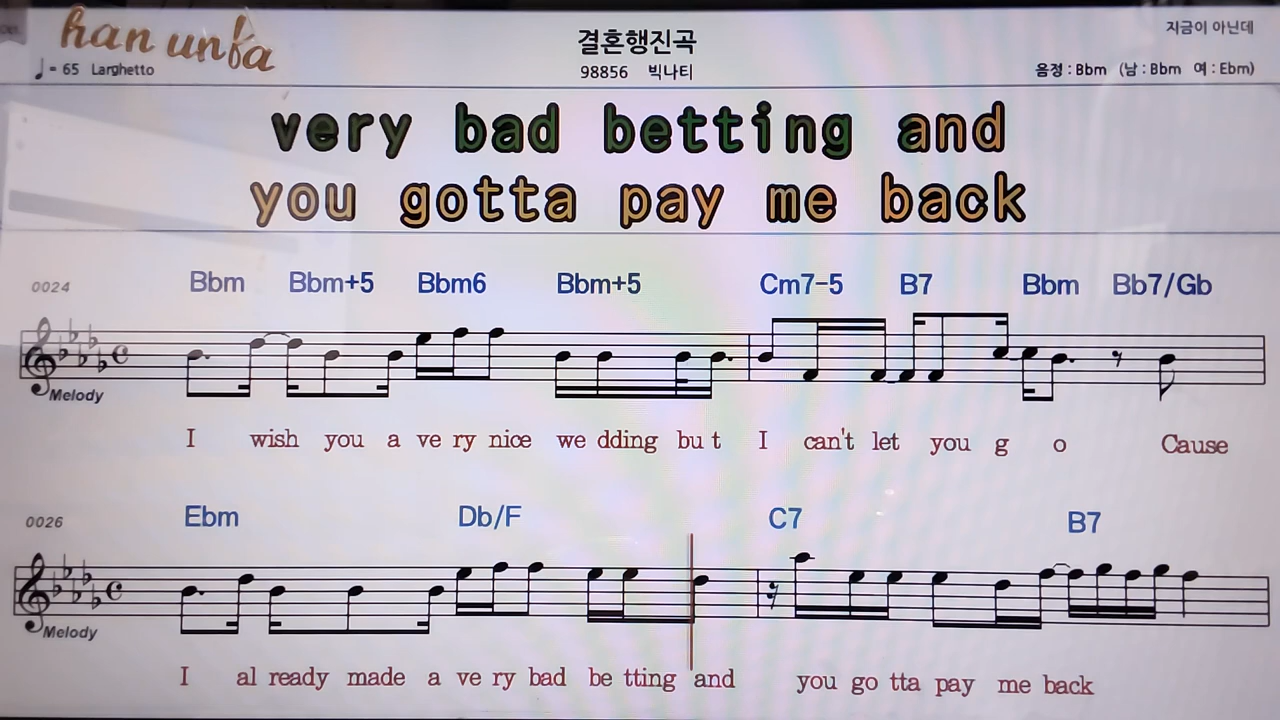 han unfa
결혼행진곡
지금이 아닌데
♩= 65 Larghetto
98856 빅나티
음정 : Bbm (남 : Bbm 여 : Ebm)
very bad betting and
you gotta pay me back
0024 Bbm Bbm+5 Bbm6 Bbm+5 Cm7-5 B7 Bbm Bb7/Gb
Melody
I wish you a ve ry nice we dding bu t I can't let you g o Cause
0026 Ebm Db/F C7 B7
Melody
I al ready made a ve ry bad be tting and you go tta pay me back